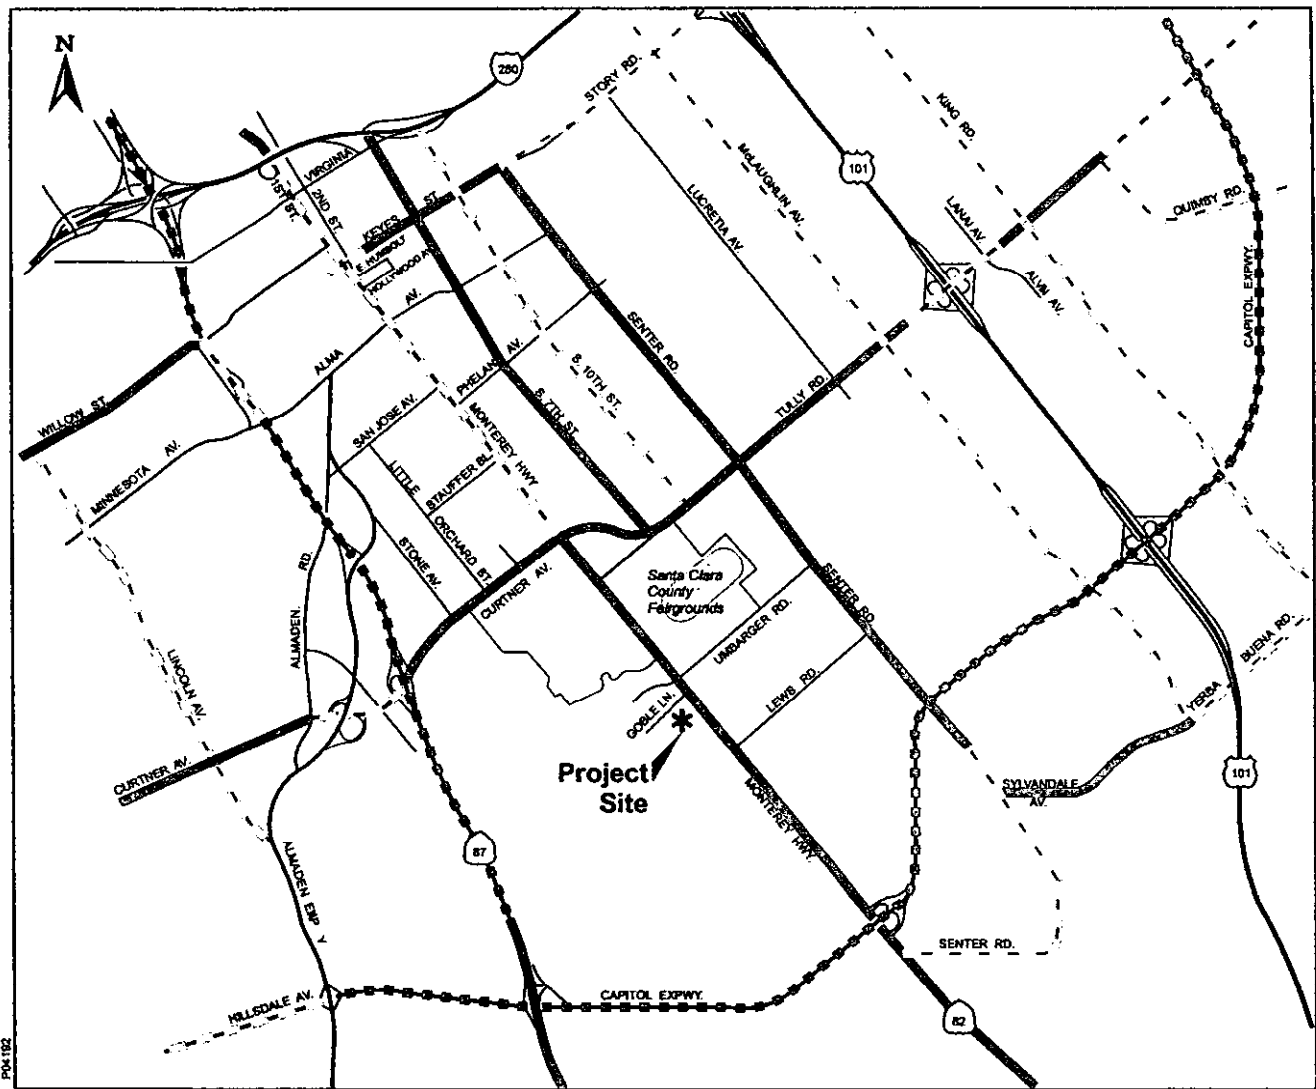 N
280
STORY RD.
KING RD.
VIRGINIA
1ST ST.
2ND ST.
McLAUGHLIN AV.
101
LUCRETIA AV.
QUIMBY RD.
LANAI AV.
KEYES ST.
E. HUMBOLT
HOLLYWOOD AV.
ALVIN AV.
CAPITOL EXPWY.
SENTER RD.
ALMA AV.
PHELAN AV.
S. 10TH ST.
TULLY RD.
WILLOW ST.
SAN JOSE AV.
S. 7TH ST.
MONTEREY HWY
MINNESOTA AV.
LITTLE ORCHARD ST.
STAUFFER BL.
STONE AV.
CURTNER AV.
Santa Clara
County
Fairgrounds
SENTER RD.
UMBARGER RD.
ALMADEN RD.
LINCOLN AV.
LEWIS RD.
YERBA BUENA RD.
GOBLE LN.
Project
Site
CURTNER AV.
SYLVANDALE
AV.
101
MONTEREY HWY.
87
ALMADEN EXP Y
SENTER RD.
HILLSDALE AV.
CAPITOL EXPWY.
82
P04192